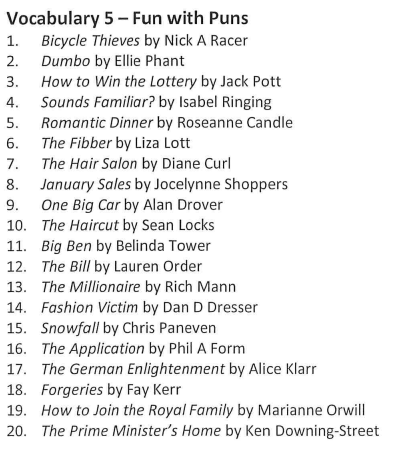 Vocabulary 5 – Fun with Puns
1. Bicycle Thieves by Nick A Racer
2. Dumbo by Ellie Phant
3. How to Win the Lottery by Jack Pott
4. Sounds Familiar? by Isabel Ringing
5. Romantic Dinner by Roseanne Candle
6. The Fibber by Liza Lott
7. The Hair Salon by Diane Curl
8. January Sales by Jocelynne Shoppers
9. One Big Car by Alan Drover
10. The Haircut by Sean Locks
11. Big Ben by Belinda Tower
12. The Bill by Lauren Order
13. The Millionaire by Rich Mann
14. Fashion Victim by Dan D Dresser
15. Snowfall by Chris Paneven
16. The Application by Phil A Form
17. The German Enlightenment by Alice Klarr
18. Forgeries by Fay Kerr
19. How to Join the Royal Family by Marianne Orwill
20. The Prime Minister's Home by Ken Downing-Street